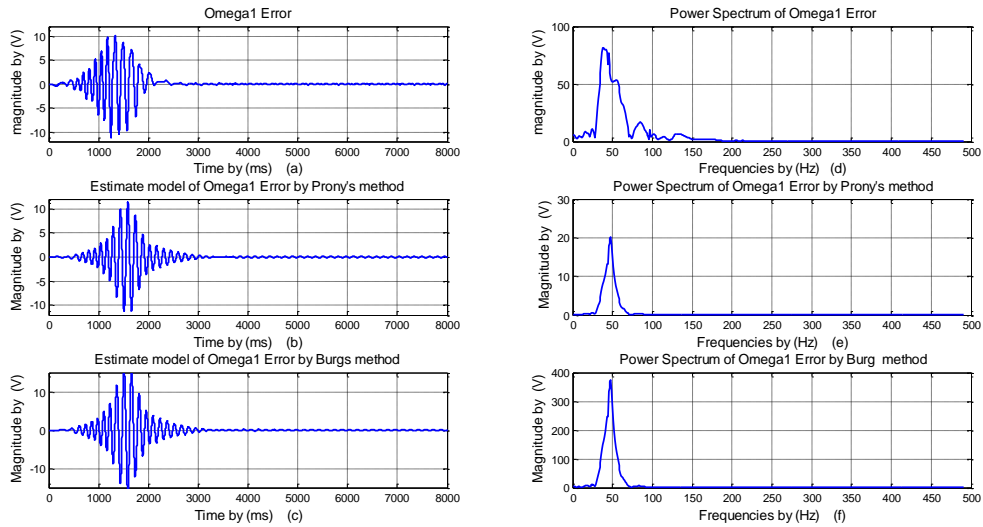 Omega1 Error
magnitude by (V)
10
5
0
-5
-10
0 1000 2000 3000 4000 5000 6000 7000 8000
Time by (ms) (a)
Power Spectrum of Omega1 Error
magnitude by (V)
100
50
0
0 50 100 150 200 250 300 350 400 450 500
Frequencies by (Hz) (d)
Estimate model of Omega1 Error by Prony's method
Magnitude by (V)
10
5
0
-5
-10
0 1000 2000 3000 4000 5000 6000 7000 8000
Time by (ms) (b)
Power Spectrum of Omega1 Error by Prony's method
Magnitude by (V)
30
20
10
0
0 50 100 150 200 250 300 350 400 450 500
Frequencies by (Hz) (e)
Estimate model of Omega1 Error by Burgs method
Magnitude by (V)
10
0
-10
0 1000 2000 3000 4000 5000 6000 7000 8000
Time by (ms) (c)
Power Spectrum of Omega1 Error by Burg method
Magnitude by (V)
400
300
200
100
0
0 50 100 150 200 250 300 350 400 450 500
Frequencies by (Hz) (f)